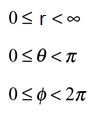 0 ≤ r < ∞
0 ≤ θ < π
0 ≤ ϕ < 2π